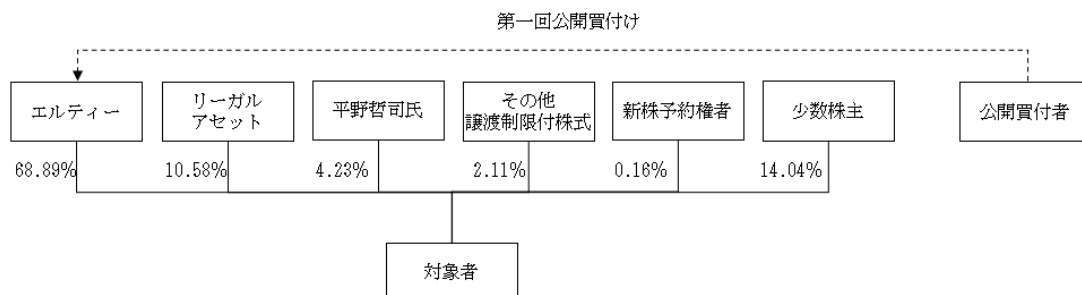 第一回公開買付け
エルティー
リーガル
アセット
平野哲司氏
その他
譲渡制限付株式
新株予約権者
少数株主
公開買付者
68.89%
10.58%
4.23%
2.11%
0.16%
14.04%
対象者